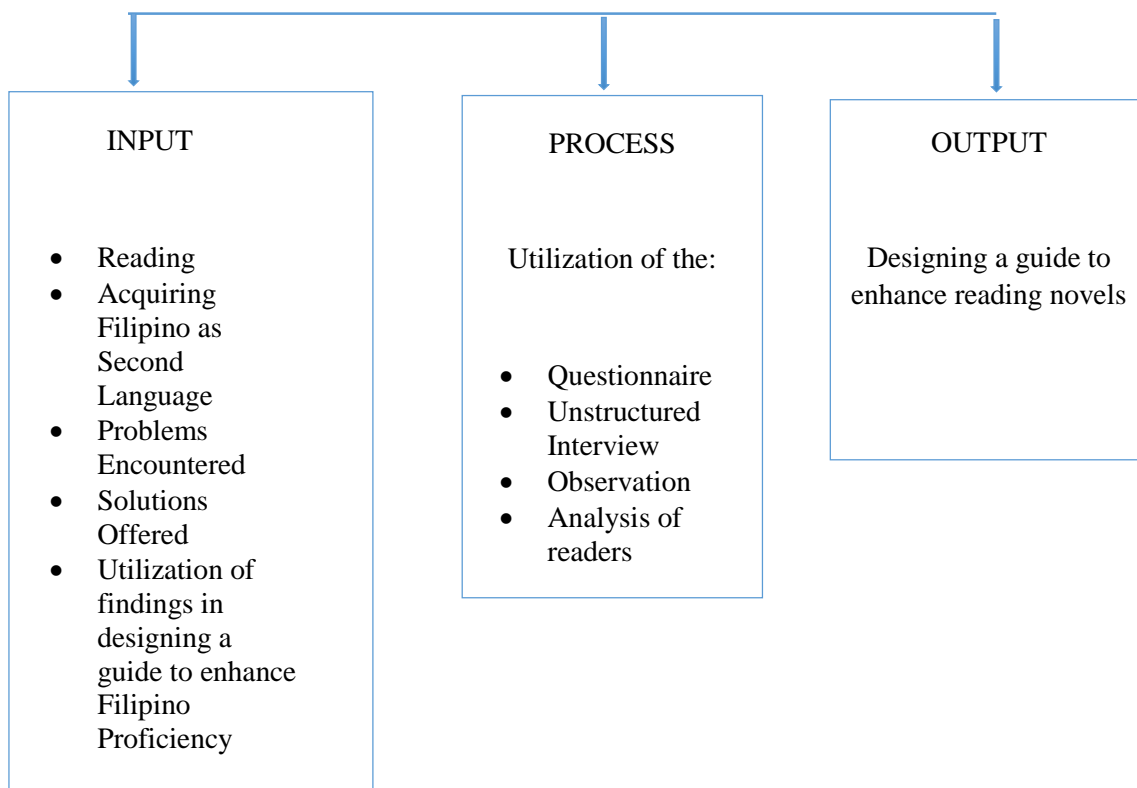 INPUT
• Reading
• Acquiring
Filipino as
Second
Language
• Problems
Encountered
• Solutions
Offered
• Utilization of
findings in
designing a
guide to enhance
Filipino
Proficiency
PROCESS
Utilization of the:
• Questionnaire
• Unstructured
Interview
• Observation
• Analysis of
readers
OUTPUT
Designing a guide to
enhance reading novels